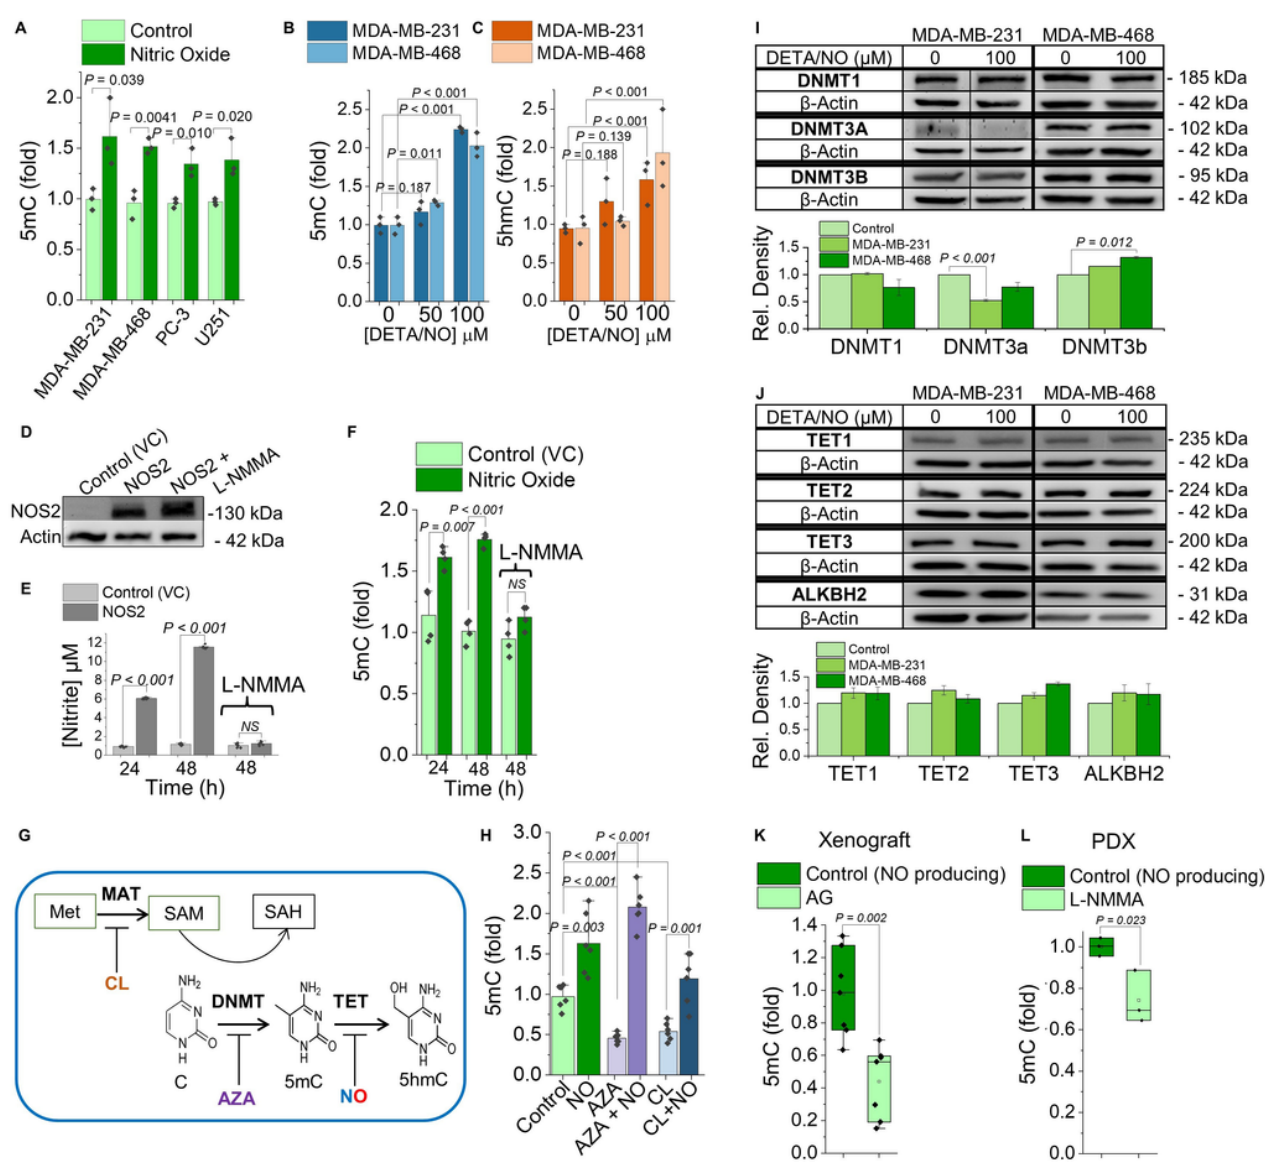 A
Control
Nitric Oxide
5mC (fold)
2.0
1.5
1.0
0.5
0.0
P = 0.039
P = 0.0041
P = 0.010
P = 0.020
MDA-MB-231
MDA-MB-468
PC-3
U251
B
MDA-MB-231
MDA-MB-468
5mC (fold)
2.5
2.0
1.5
1.0
0.5
0.0
P < 0.001
P < 0.001
P = 0.011
P = 0.187
0 50 100
[DETA/NO] µM
C
MDA-MB-231
MDA-MB-468
5hmC (fold)
2.5
2.0
1.5
1.0
0.5
0.0
P < 0.001
P < 0.001
P = 0.139
P = 0.188
0 50 100
[DETA/NO] µM
D
Control (VC)
NOS2
NOS2 +
L-NMMA
NOS2 -130 kDa
Actin - 42 kDa
E
Control (VC)
NOS2
[Nitrite] µM
12
10
8
6
4
2
0
P < 0.001
P < 0.001
L-NMMA
NS
24 48 48
Time (h)
F
Control (VC)
Nitric Oxide
5mC (fold)
2.0
1.5
1.0
0.5
0.0
P = 0.007
P < 0.001
L-NMMA
NS
24 48 48
Time (h)
G
Met
MAT
SAM
SAH
CL
NH₂
N
N
H
O
C
DNMT
AZA
NH₂
N
N
H
O
5mC
TET
NO
OH
NH₂
N
N
H
O
5hmC
H
5mC (fold)
3.0
2.5
2.0
1.5
1.0
0.5
0.0
P < 0.001
P < 0.001
P < 0.001
P = 0.003
P = 0.001
Control
NO
AZA
AZA + NO
CL
CL+NO
I
MDA-MB-231 MDA-MB-468
DETA/NO (µM) 0 100 0 100
DNMT1 - 185 kDa
β-Actin - 42 kDa
DNMT3A - 102 kDa
β-Actin - 42 kDa
DNMT3B - 95 kDa
β-Actin - 42 kDa
Control
MDA-MB-231
MDA-MB-468
Rel. Density
1.5
1.0
0.5
0.0
P < 0.001
P = 0.012
DNMT1 DNMT3a DNMT3b
J
MDA-MB-231 MDA-MB-468
DETA/NO (µM) 0 100 0 100
TET1 - 235 kDa
β-Actin - 42 kDa
TET2 - 224 kDa
β-Actin - 42 kDa
TET3 - 200 kDa
β-Actin - 42 kDa
ALKBH2 - 31 kDa
β-Actin - 42 kDa
Control
MDA-MB-231
MDA-MB-468
Rel. Density
1.5
1.0
0.5
0.0
TET1 TET2 TET3 ALKBH2
K
Xenograft
Control (NO producing)
AG
5mC (fold)
1.4
1.2
1.0
0.8
0.6
0.4
0.2
0.0
P = 0.002
L
PDX
Control (NO producing)
L-NMMA
5mC (fold)
1.0
0.8
0.6
0.4
0.2
0.0
P = 0.023